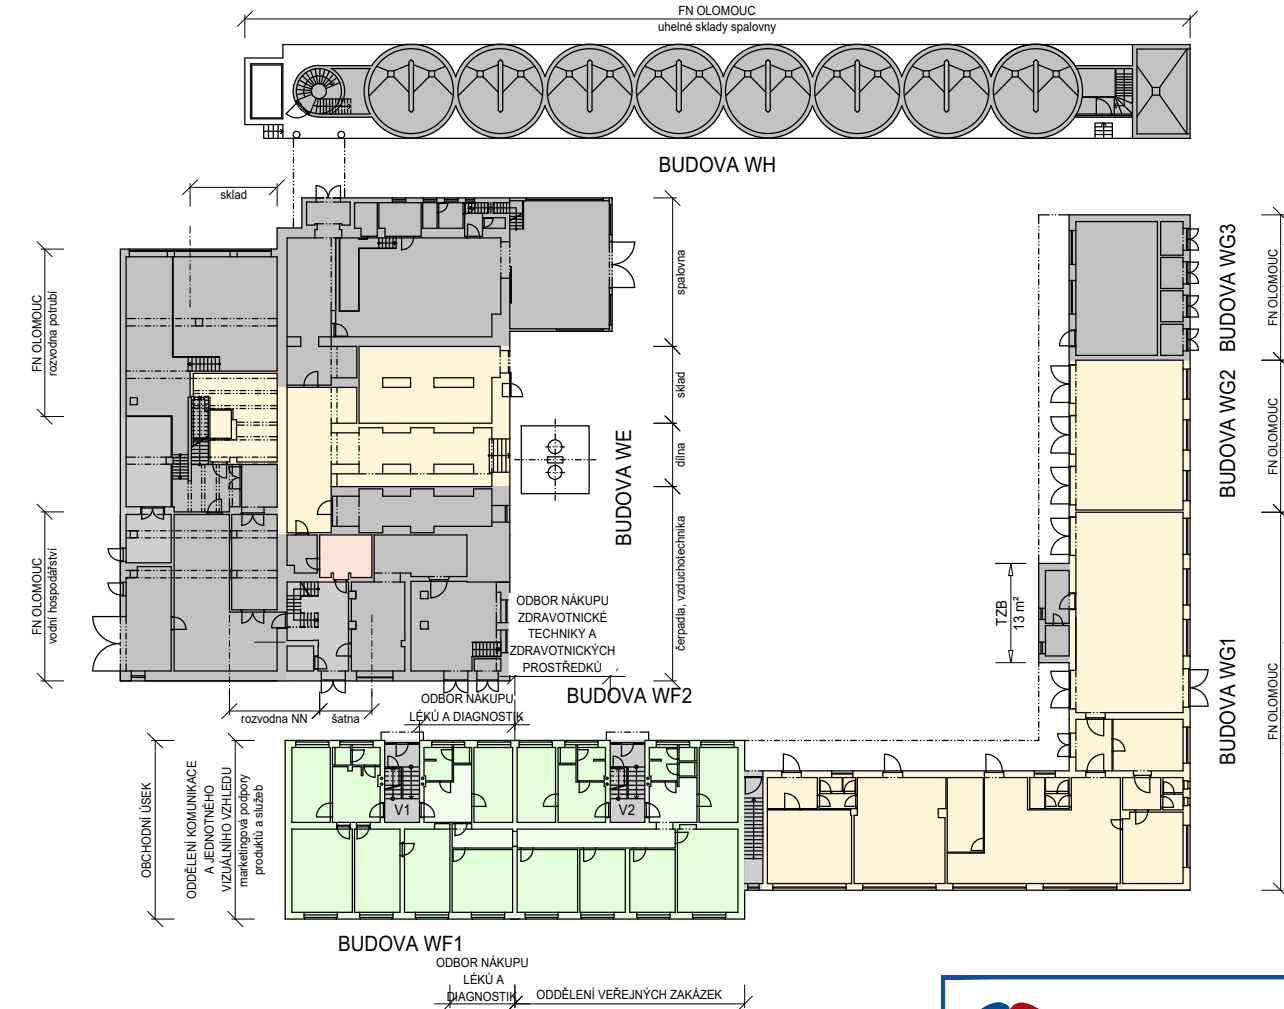 FN OLOMOUC
uhelné sklady spalovny
BUDOVA WH
sklad
FN OLOMOUC
rozvodna potrubí
FN OLOMOUC
vodní hospodářství
spalovna
sklad
dílna
čerpadla, vzduchotechnika
BUDOVA WE
BUDOVA WG3
BUDOVA WG2
BUDOVA WG1
FN OLOMOUC
FN OLOMOUC
FN OLOMOUC
TZB
13 m²
ODBOR NÁKUPU
ZDRAVOTNICKÉ
TECHNIKY A
ZDRAVOTNICKÝCH
PROSTŘEDKŮ
BUDOVA WF2
ODBOR NÁKUPU
LÉKŮ A DIAGNOSTIK
rozvodna NN
šatna
OBCHODNÍ ÚSEK
ODDĚLENÍ KOMUNIKACE
A JEDNOTNÉHO
VIZUÁLNÍHO VZHLEDU
marketingová podpory
produktů a služeb
V1
V2
BUDOVA WF1
ODBOR NÁKUPU
LÉKŮ A
DIAGNOSTIK
ODDĚLENÍ VEŘEJNÝCH ZAKÁZEK